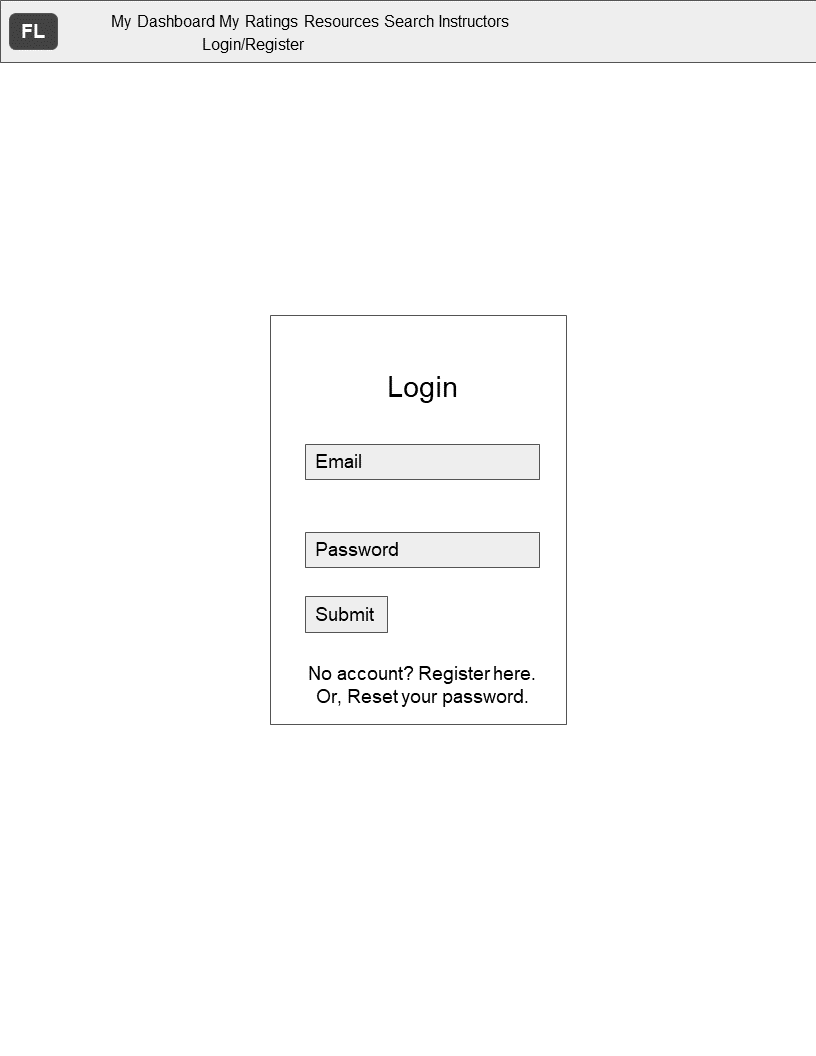 FL
My Dashboard My Ratings Resources Search Instructors
Login/Register
Login
Email
Password
Submit
No account? Register here.
Or, Reset your password.